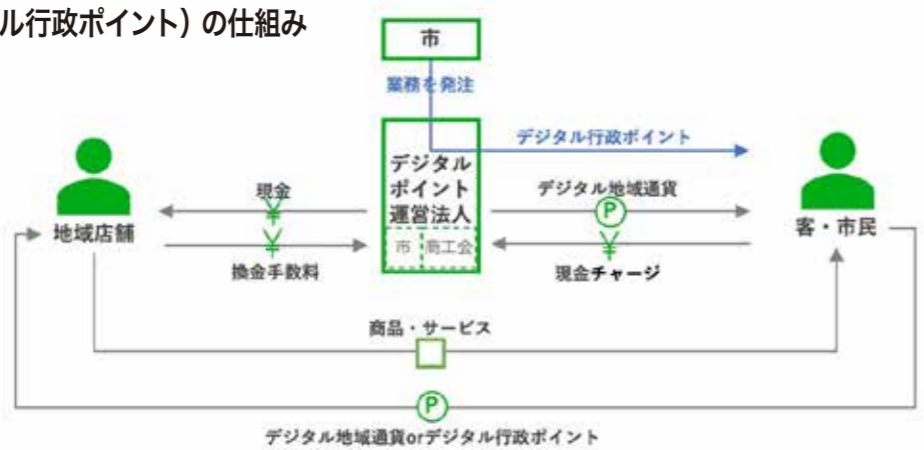 ル行政ポイント）の仕組み
市
業務を発注
デジタル行政ポイント
デジタル
ポイント
運営法人
市 商工会
現金
¥
地域店舗
¥
換金手数料
デジタル地域通貨
P
客・市民
¥
現金チャージ
商品・サービス
P
デジタル地域通貨orデジタル行政ポイント